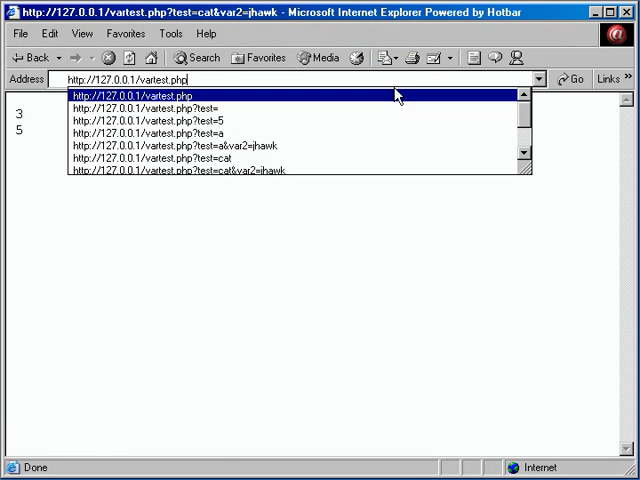 http://127.0.0.1/vartest.php?test=cat&var2=jhawk - Microsoft Internet Explorer Powered by Hotbar
File Edit View Favorites Tools Help
Back Search Favorites Media
Address http://127.0.0.1/vartest.php Go Links »
http://127.0.0.1/vartest.php
http://127.0.0.1/vartest.php?test=
http://127.0.0.1/vartest.php?test=5
http://127.0.0.1/vartest.php?test=a
http://127.0.0.1/vartest.php?test=a&var2=jhawk
http://127.0.0.1/vartest.php?test=cat
http://127.0.0.1/vartest.php?test=cat&var2=jhawk
3
5
Done Internet